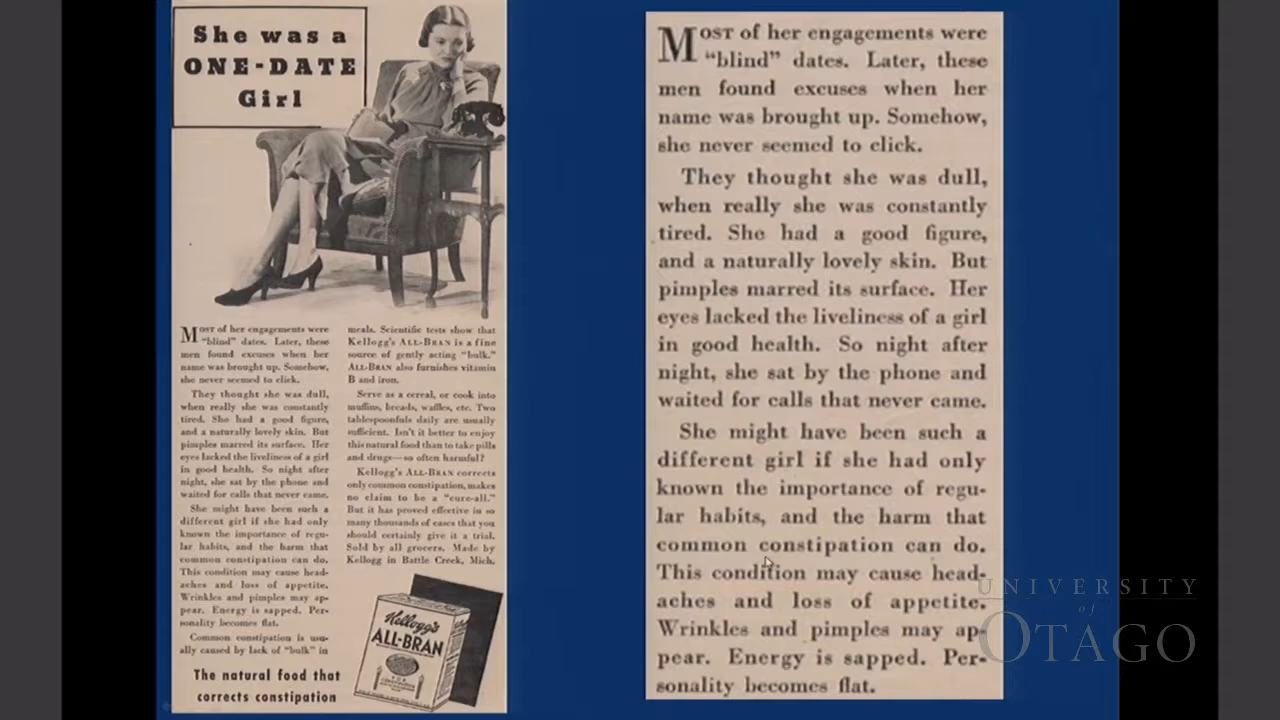 She was a
ONE-DATE
Girl
MOST of her engagements were
"blind" dates. Later, these
men found excuses when her
name was brought up. Somehow,
she never seemed to click.
They thought she was dull,
when really she was constantly
tired. She had a good figure,
and a naturally lovely skin. But
pimples marred its surface. Her
eyes lacked the liveliness of a girl
in good health. So night after
night, she sat by the phone and
waited for calls that never came.
She might have been such a
different girl if she had only
known the importance of regu-
lar habits, and the harm that
common constipation can do.
This condition may cause head-
aches and loss of appetite.
Wrinkles and pimples may ap-
pear. Energy is sapped. Per-
sonality becomes flat.
Common constipation is usu-
ally caused by lack of "bulk" in
meals. Scientific tests show that
Kellogg's ALL-BRAN is a fine
source of gently acting "bulk."
ALL-BRAN also furnishes vitamin
B and iron.
Serve as a cereal, or cook into
muffins, breads, waffles, etc. Two
tablespoonfuls daily are usually
sufficient. Isn't it better to enjoy
this natural food than to take pills
and drugs—so often harmful?
Kellogg's ALL-BRAN corrects
only common constipation, makes
no claim to be a "cure-all."
But it has proved effective in so
many thousands of cases that you
should certainly give it a trial.
Sold by all grocers. Made by
Kellogg in Battle Creek, Mich.
Kellogg's
ALL-BRAN
The natural food that
corrects constipation
MOST of her engagements were
"blind" dates. Later, these
men found excuses when her
name was brought up. Somehow,
she never seemed to click.
They thought she was dull,
when really she was constantly
tired. She had a good figure,
and a naturally lovely skin. But
pimples marred its surface. Her
eyes lacked the liveliness of a girl
in good health. So night after
night, she sat by the phone and
waited for calls that never came.
She might have been such a
different girl if she had only
known the importance of regu-
lar habits, and the harm that
common constipation can do.
This condition may cause head-
aches and loss of appetite.
Wrinkles and pimples may ap-
pear. Energy is sapped. Per-
sonality becomes flat.
UNIVERSITY
of
OTAGO